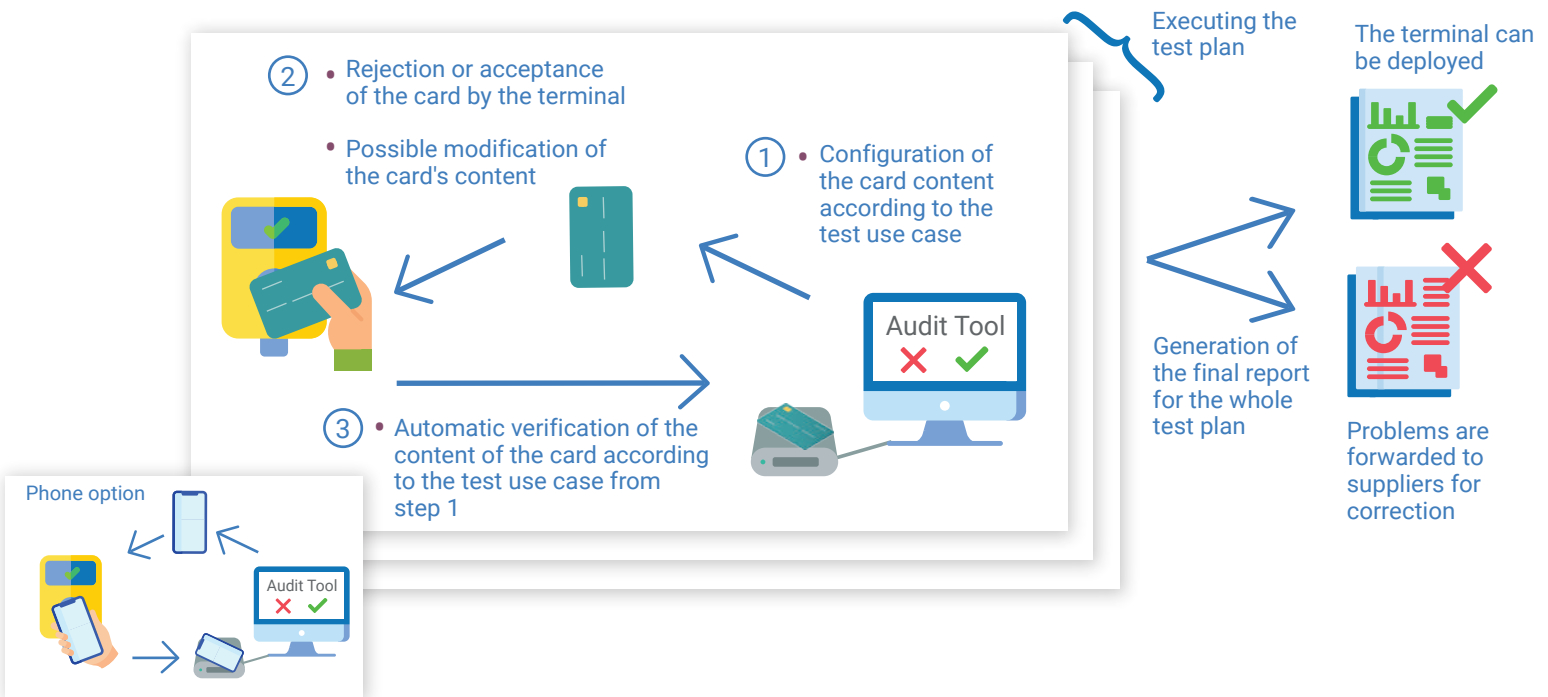 Executing the
test plan
The terminal can
be deployed
2
• Rejection or acceptance
of the card by the terminal
• Possible modification of
the card's content
1
• Configuration of
the card content
according to the
test use case
Audit Tool
3
• Automatic verification of the
content of the card according
to the test use case from
step 1
Generation of
the final report
for the whole
test plan
Problems are
forwarded to
suppliers for
correction
Phone option
Audit Tool